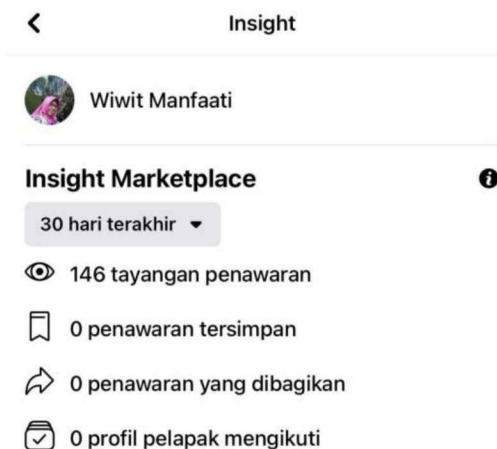 Insight
Wiwit Manfaati
Insight Marketplace
30 hari terakhir
146 tayangan penawaran
0 penawaran tersimpan
0 penawaran yang dibagikan
0 profil pelapak mengikuti